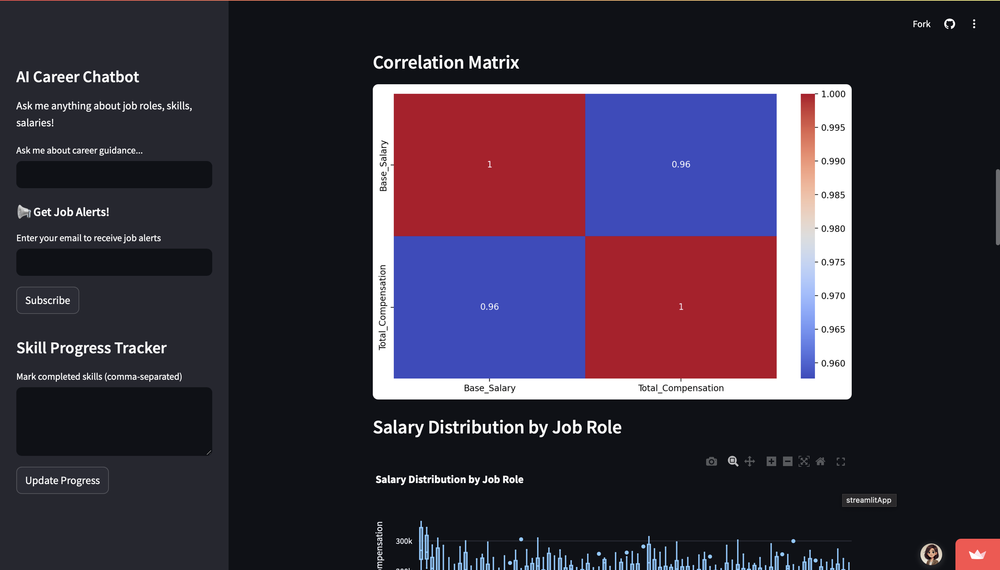 Fork
AI Career Chatbot
Ask me anything about job roles, skills,
salaries!
Ask me about career guidance...
Get Job Alerts!
Enter your email to receive job alerts
Subscribe
Skill Progress Tracker
Mark completed skills (comma-separated)
Update Progress
Correlation Matrix
Base_Salary
Total_Compensation
1
0.96
0.96
1
Base_Salary
Total_Compensation
1.000
0.995
0.990
0.985
0.980
0.975
0.970
0.965
0.960
Salary Distribution by Job Role
Salary Distribution by Job Role
streamlitApp
300k